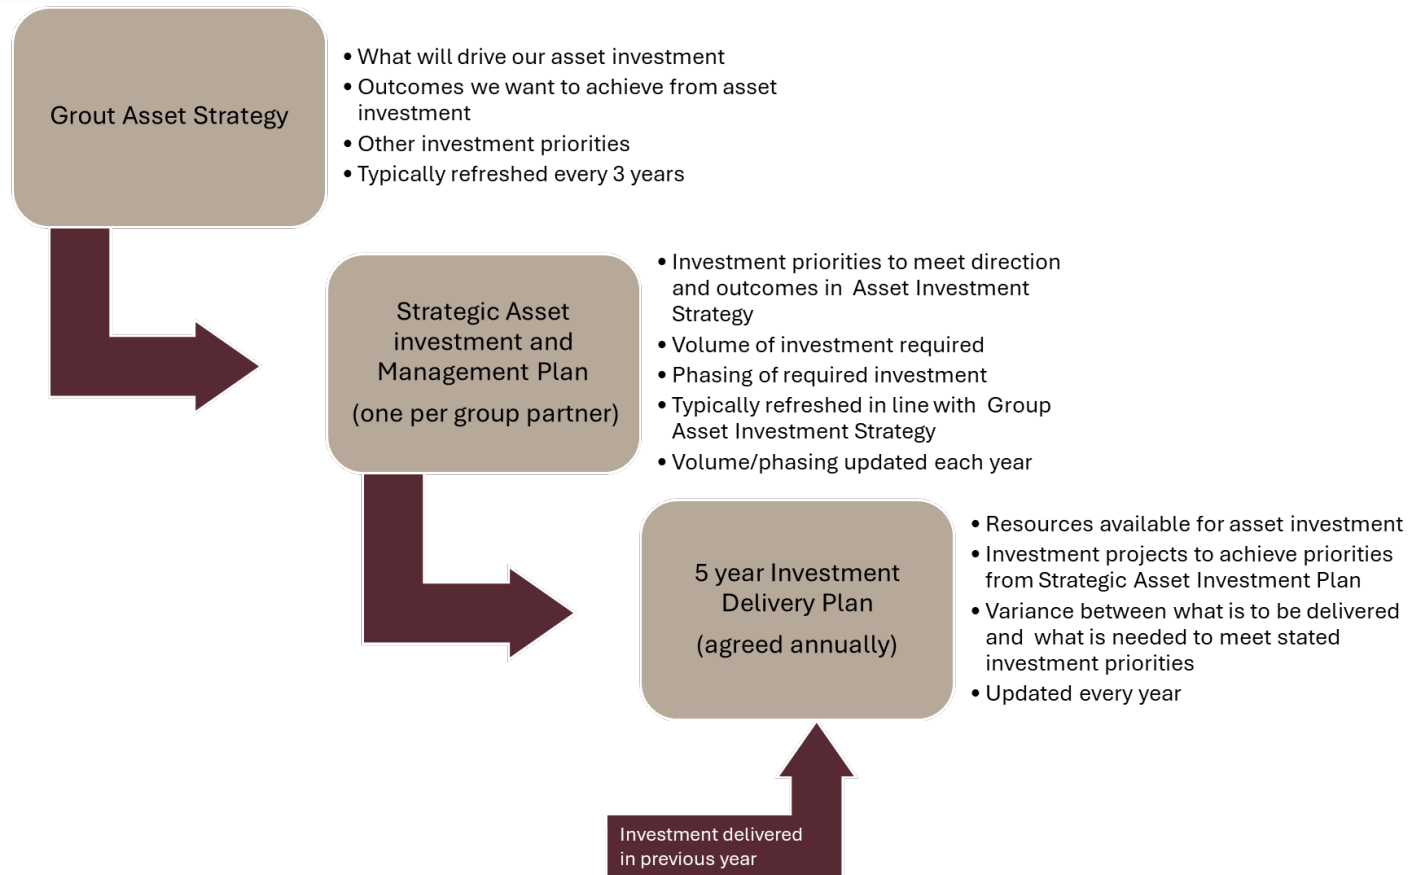 Grout Asset Strategy
• What will drive our asset investment
• Outcomes we want to achieve from asset
investment
• Other investment priorities
• Typically refreshed every 3 years
Strategic Asset
investment and
Management Plan
(one per group partner)
• Investment priorities to meet direction
and outcomes in  Asset Investment
Strategy
• Volume of investment required
• Phasing of required investment
• Typically refreshed in line with  Group
Asset Investment Strategy
• Volume/phasing updated each year
5 year Investment
Delivery Plan
(agreed annually)
• Resources available for asset investment
• Investment projects to achieve priorities
from Strategic Asset Investment Plan
• Variance between what is to be delivered
and  what is needed to meet stated
investment priorities
• Updated every year
Investment delivered
in previous year